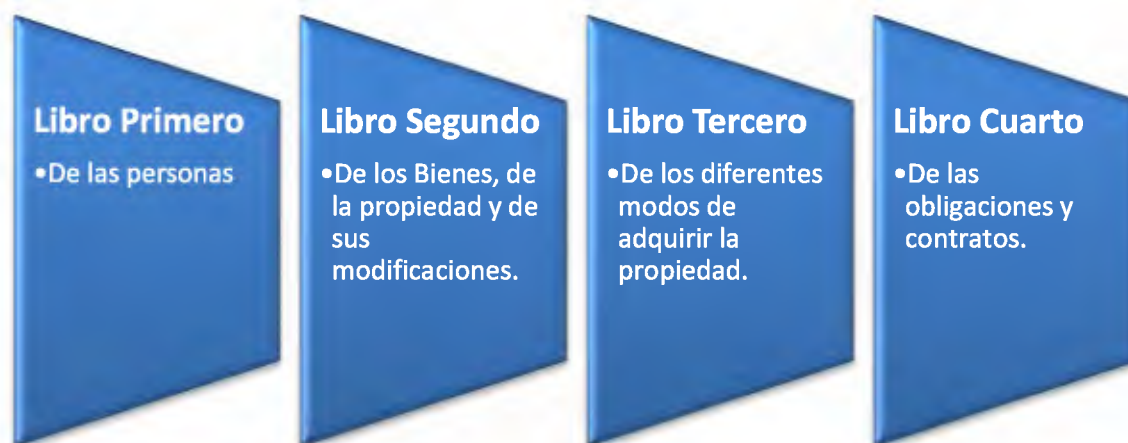 Libro Primero
•De las personas
Libro Segundo
•De los Bienes, de
la propiedad y de
sus
modificaciones.
Libro Tercero
•De los diferentes
modos de
adquirir la
propiedad.
Libro Cuarto
•De las
obligaciones y
contratos.